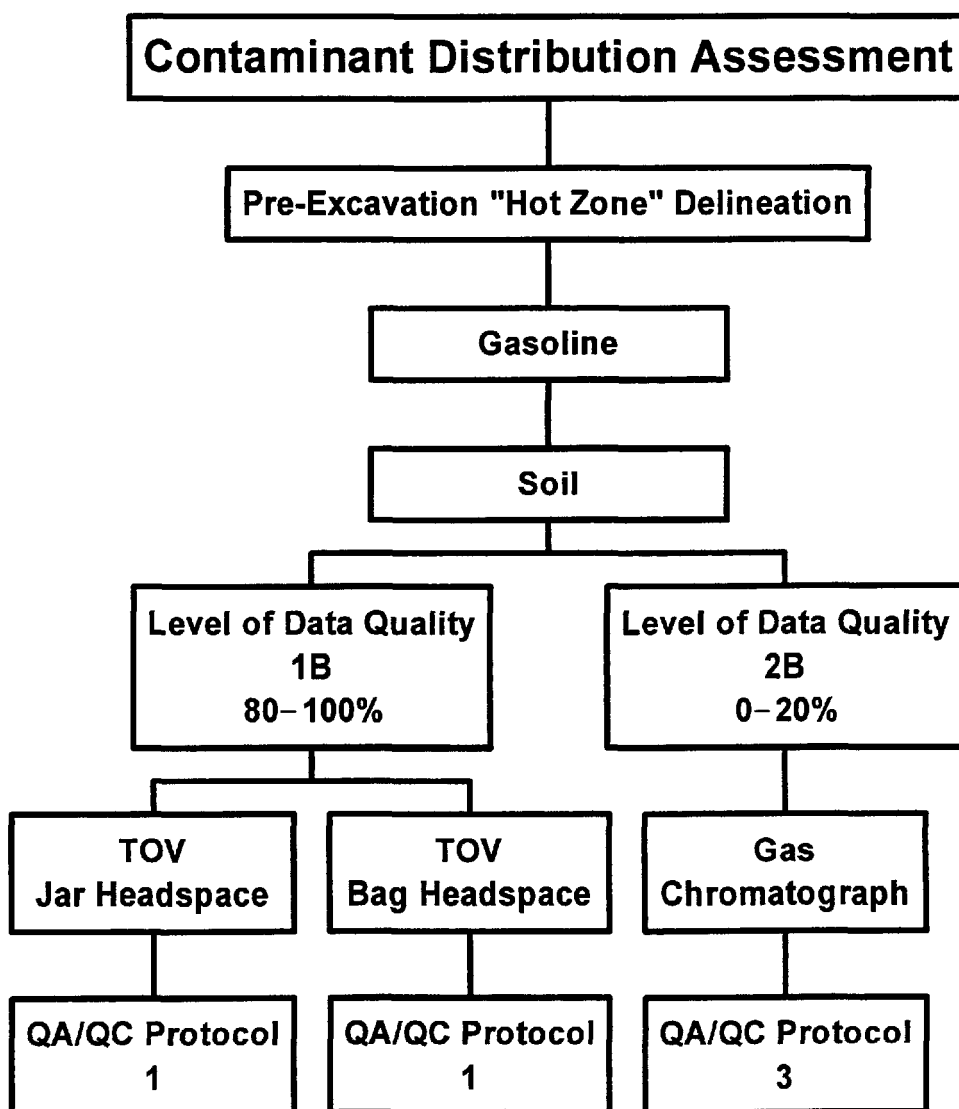 Contaminant Distribution Assessment
Pre-Excavation "Hot Zone" Delineation
Gasoline
Soil
Level of Data Quality
1B
80–100%
Level of Data Quality
2B
0–20%
TOV
Jar Headspace
TOV
Bag Headspace
Gas
Chromatograph
QA/QC Protocol
1
QA/QC Protocol
1
QA/QC Protocol
3